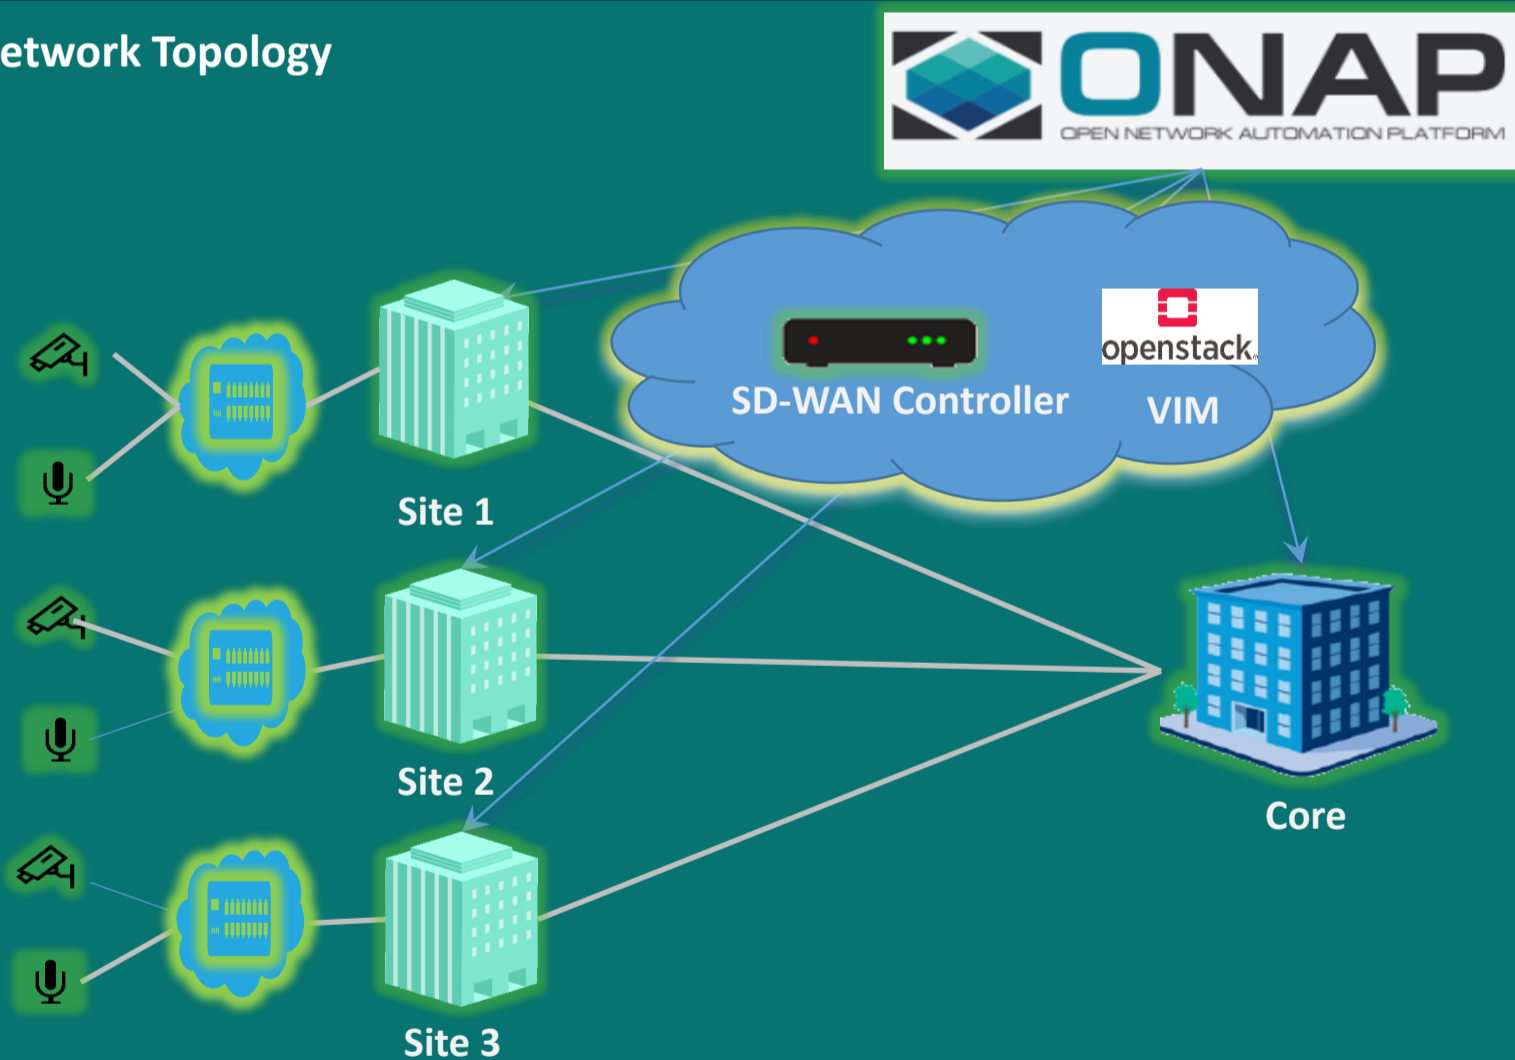 etwork Topology
ONAP
OPEN NETWORK AUTOMATION PLATFORM
openstack.
SD-WAN Controller
VIM
Site 1
Site 2
Core
Site 3